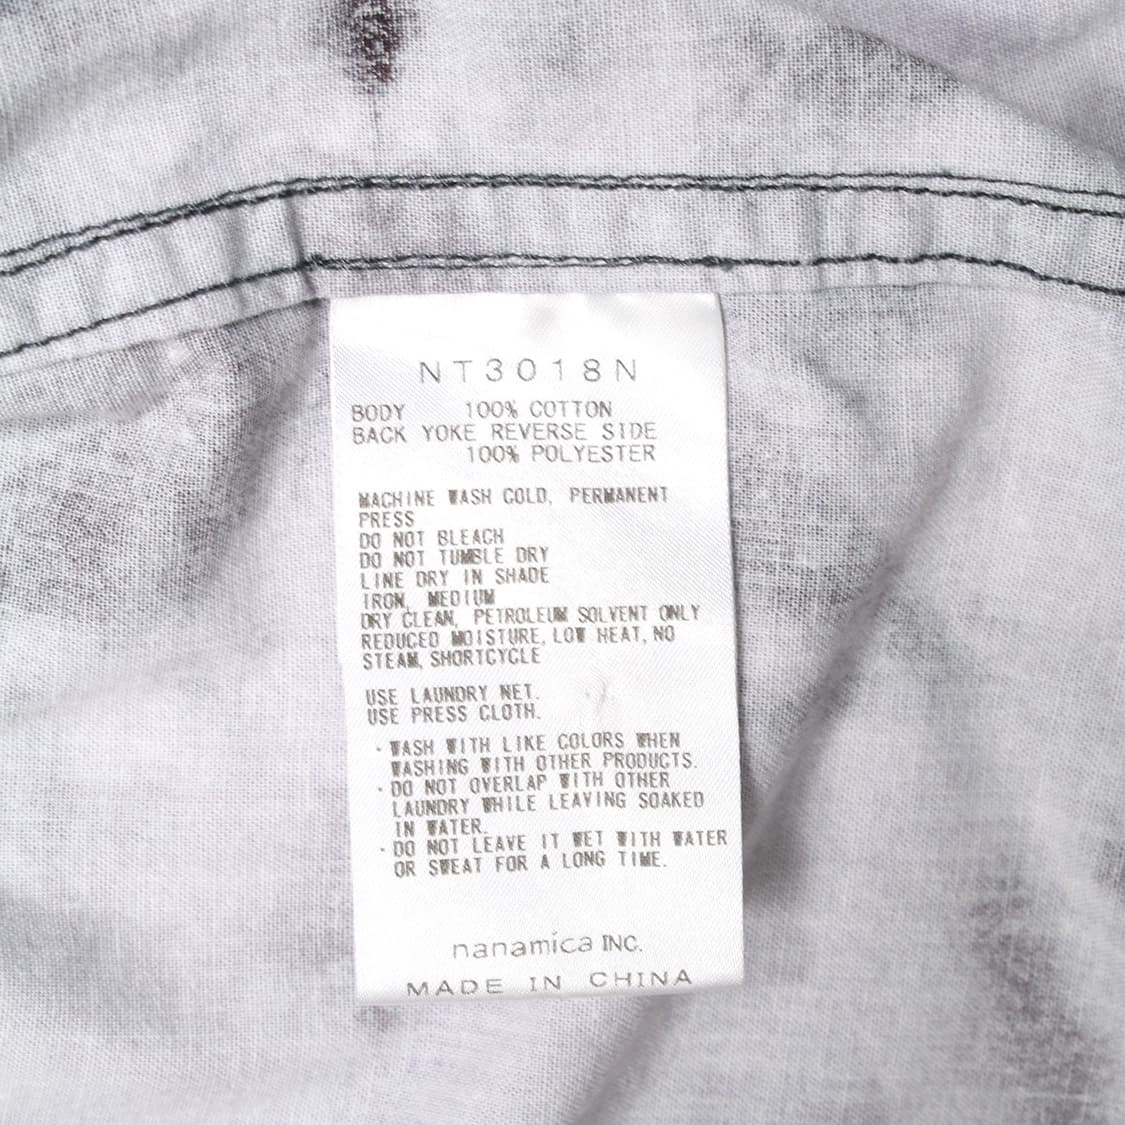 NT3018N
BODY 100% COTTON
BACK YOKE REVERSE SIDE
100% POLYESTER
MACHINE WASH COLD, PERMANENT
PRESS
DO NOT BLEACH
DO NOT TUMBLE DRY
LINE DRY IN SHADE
IRON, MEDIUM
DRY CLEAN, PETROLEUM SOLVENT ONLY
REDUCED MOISTURE, LOW HEAT, NO
STEAM, SHORTCYCLE
USE LAUNDRY NET.
USE PRESS CLOTH.
・WASH WITH LIKE COLORS WHEN
WASHING WITH OTHER PRODUCTS.
・DO NOT OVERLAP WITH OTHER
LAUNDRY WHILE LEAVING SOAKED
IN WATER.
・DO NOT LEAVE IT WET WITH WATER
OR SWEAT FOR A LONG TIME.
nanamica INC.
MADE IN CHINA